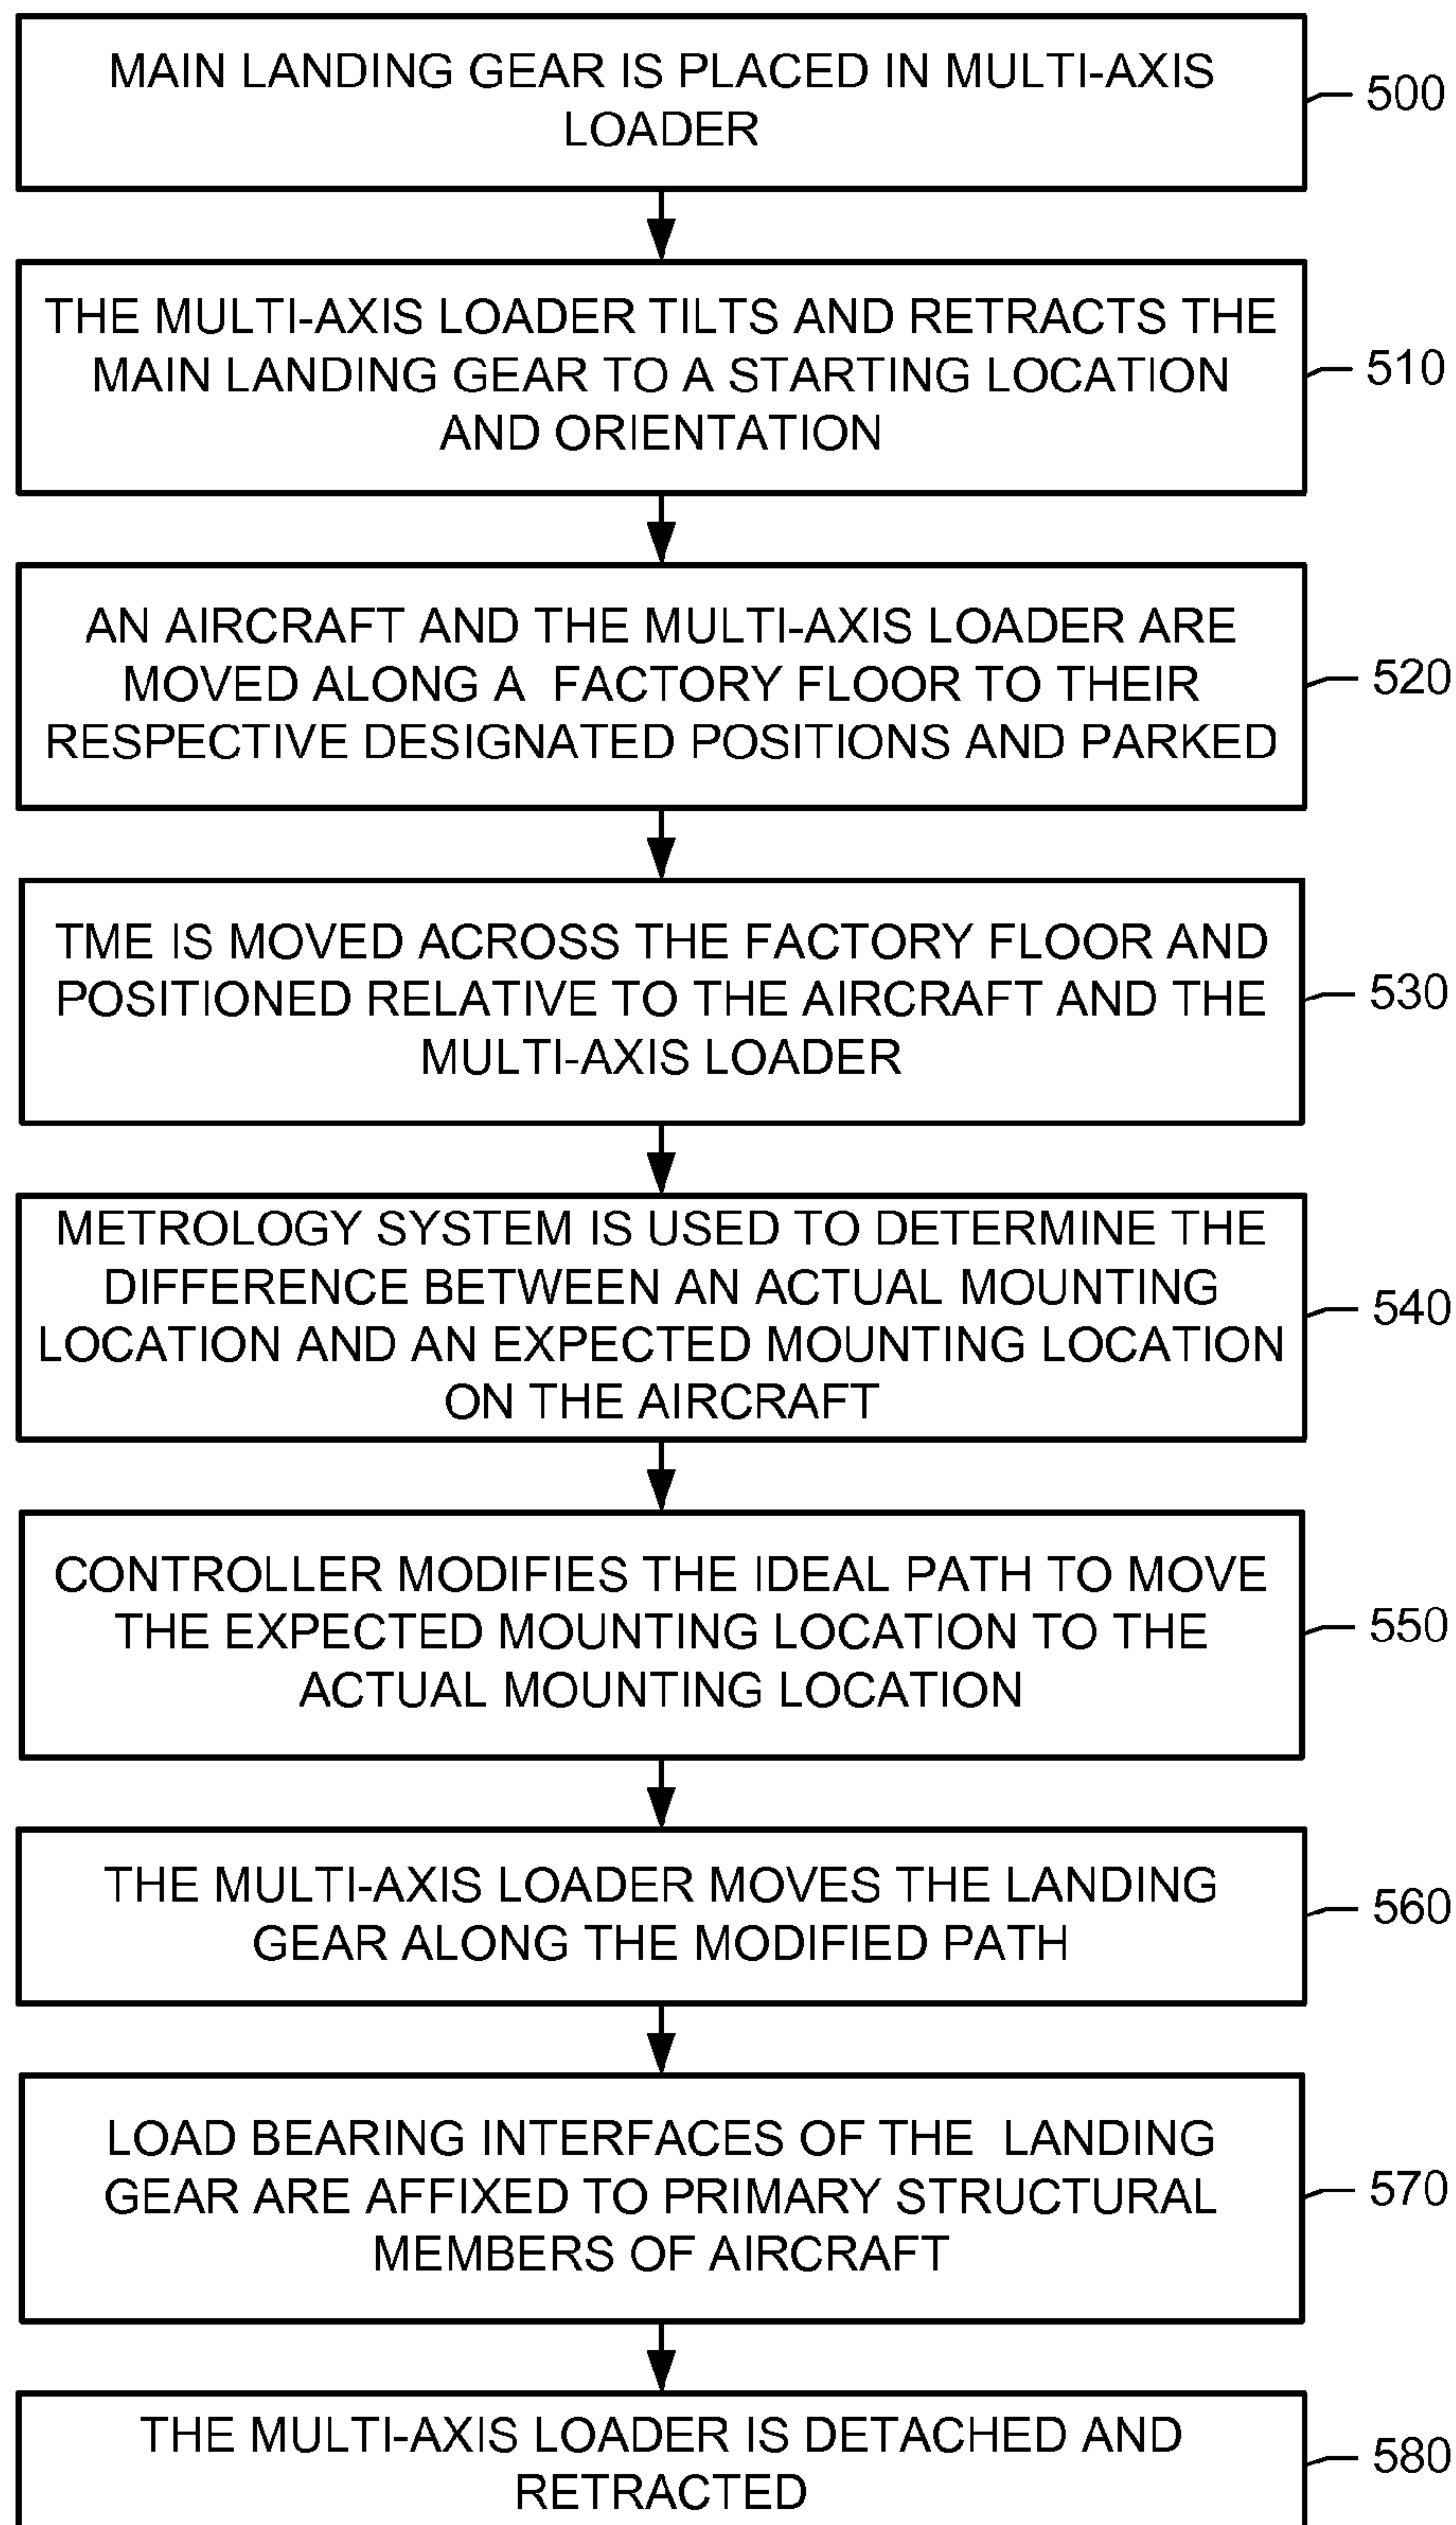 MAIN LANDING GEAR IS PLACED IN MULTI-AXIS
LOADER
500
THE MULTI-AXIS LOADER TILTS AND RETRACTS THE
MAIN LANDING GEAR TO A STARTING LOCATION
AND ORIENTATION
510
AN AIRCRAFT AND THE MULTI-AXIS LOADER ARE
MOVED ALONG A FACTORY FLOOR TO THEIR
RESPECTIVE DESIGNATED POSITIONS AND PARKED
520
TME IS MOVED ACROSS THE FACTORY FLOOR AND
POSITIONED RELATIVE TO THE AIRCRAFT AND THE
MULTI-AXIS LOADER
530
METROLOGY SYSTEM IS USED TO DETERMINE THE
DIFFERENCE BETWEEN AN ACTUAL MOUNTING
LOCATION AND AN EXPECTED MOUNTING LOCATION
ON THE AIRCRAFT
540
CONTROLLER MODIFIES THE IDEAL PATH TO MOVE
THE EXPECTED MOUNTING LOCATION TO THE
ACTUAL MOUNTING LOCATION
550
THE MULTI-AXIS LOADER MOVES THE LANDING
GEAR ALONG THE MODIFIED PATH
560
LOAD BEARING INTERFACES OF THE LANDING
GEAR ARE AFFIXED TO PRIMARY STRUCTURAL
MEMBERS OF AIRCRAFT
570
THE MULTI-AXIS LOADER IS DETACHED AND
RETRACTED
580